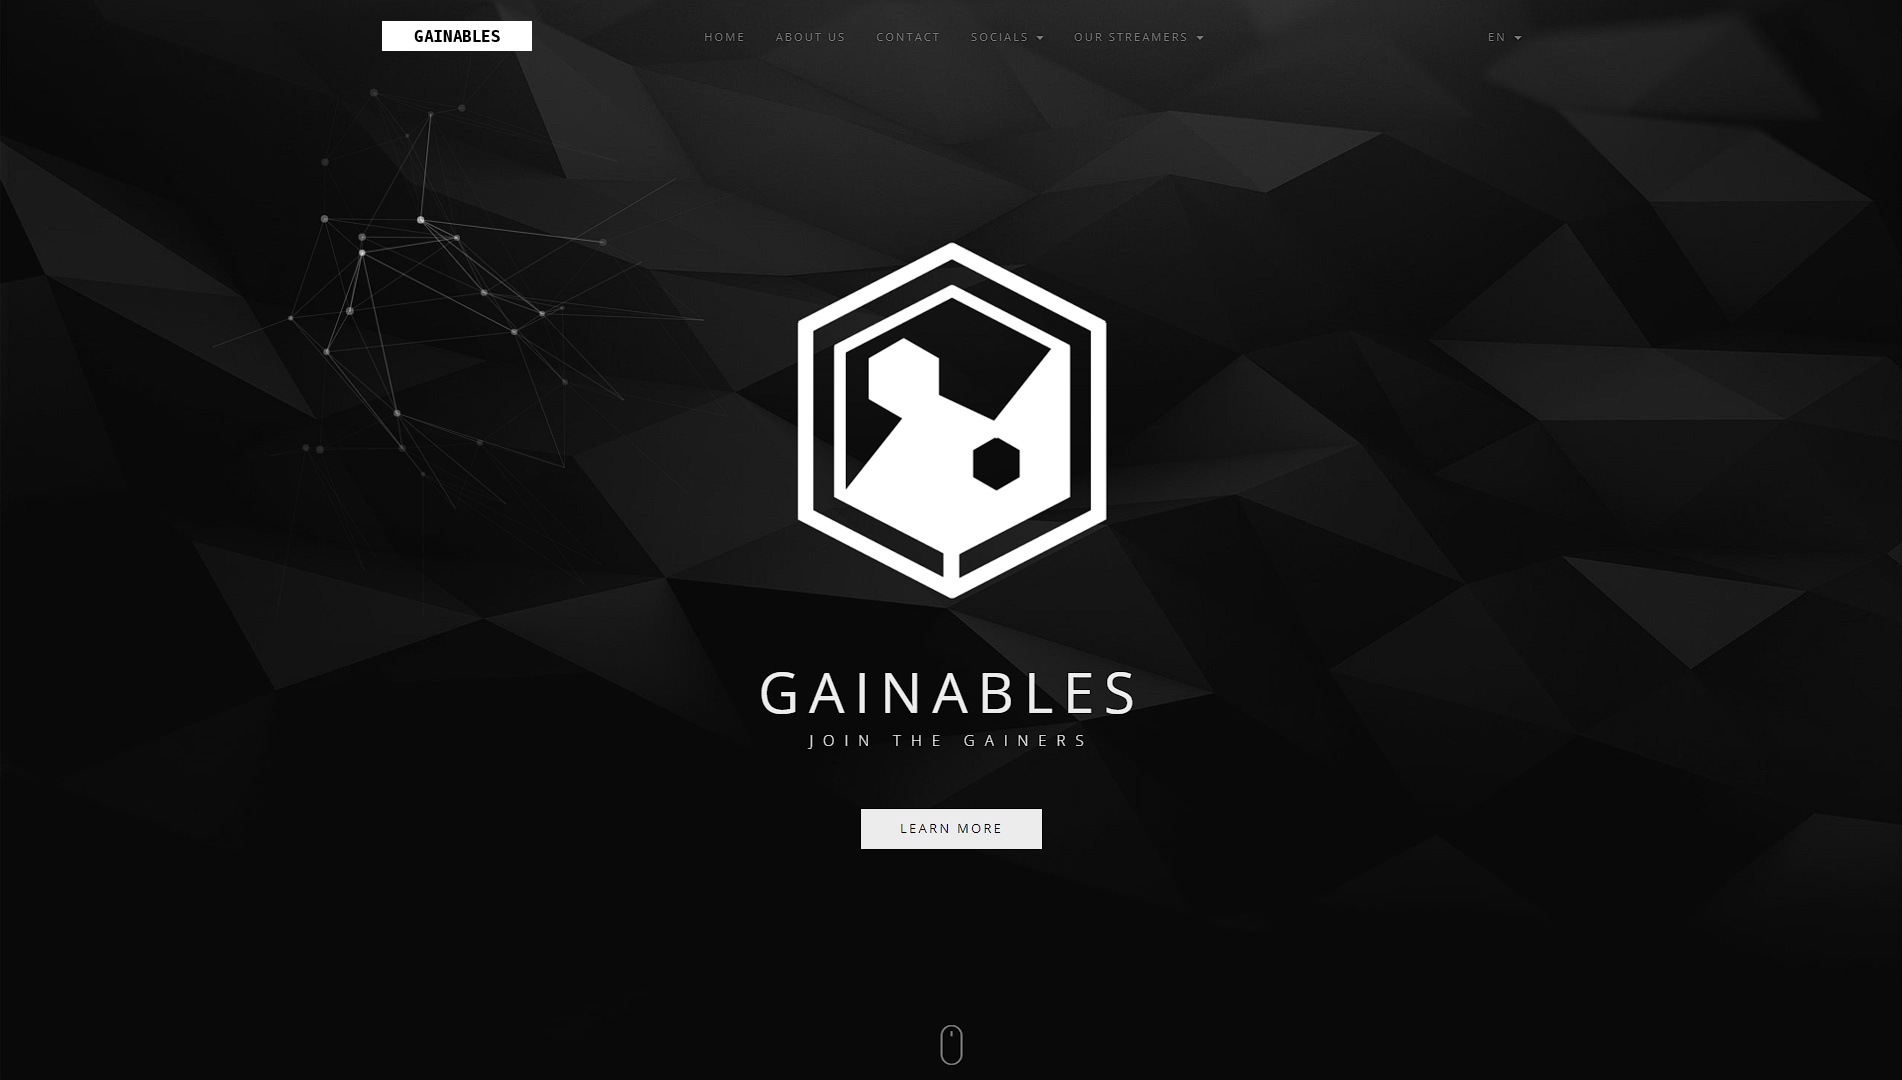 GAINABLES
HOME ABOUT US CONTACT SOCIALS OUR STREAMERS EN
GAINABLES
JOIN THE GAINERS
LEARN MORE